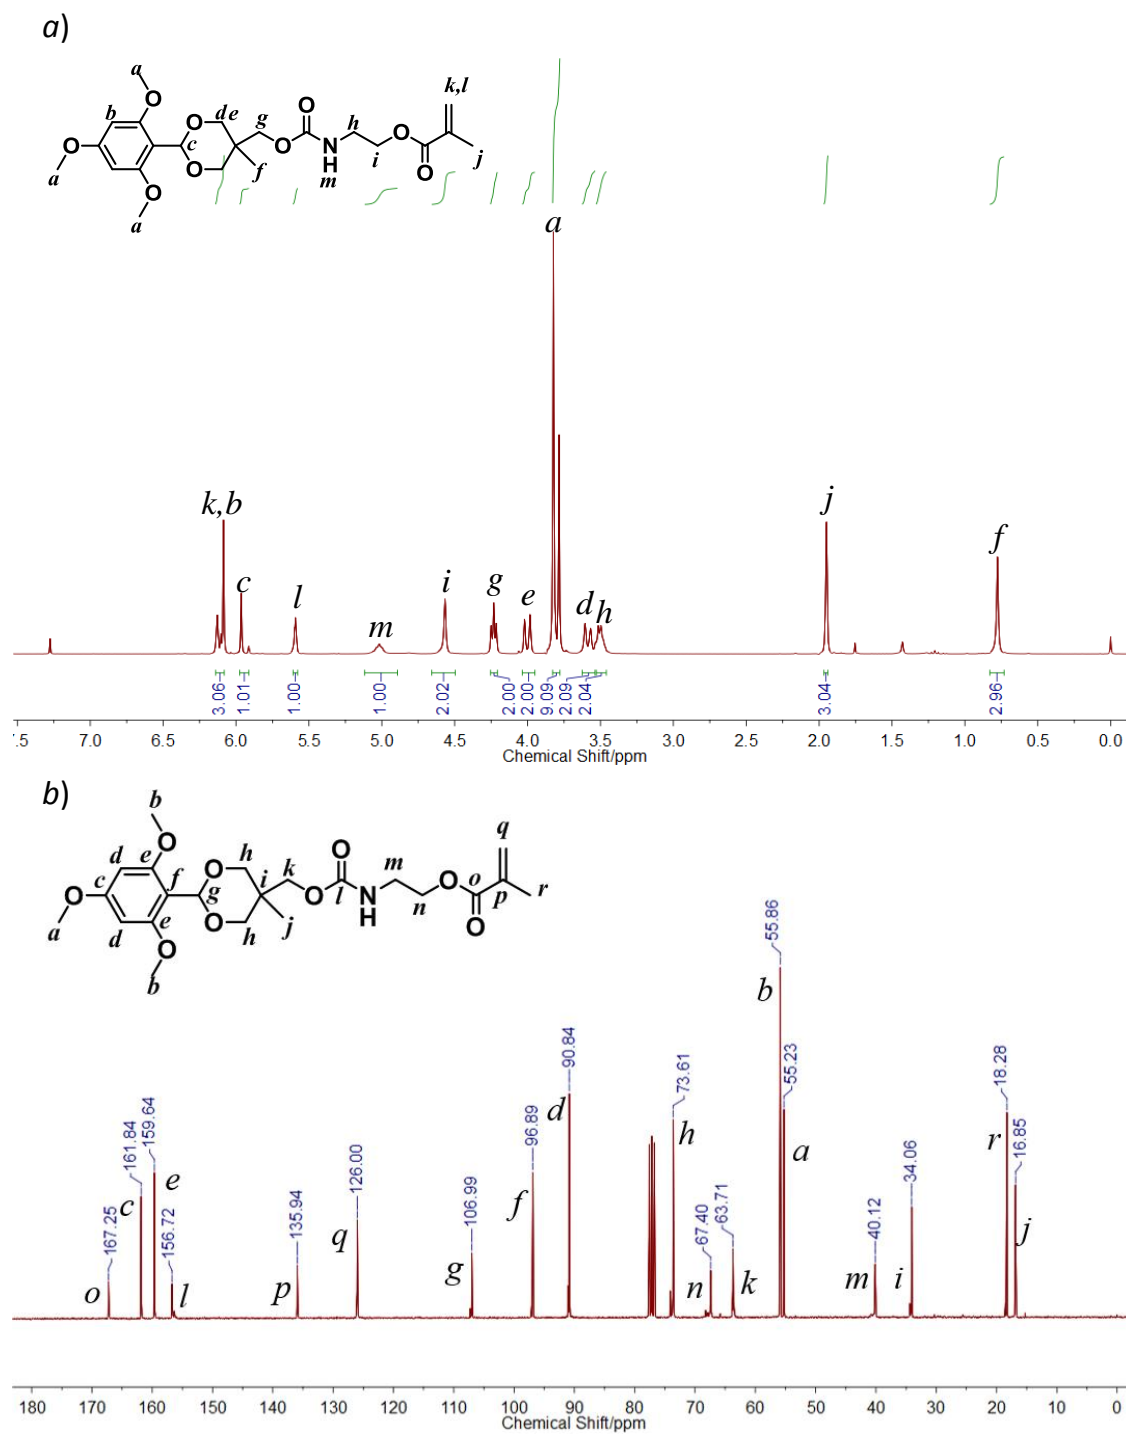 a)
a
k,l
O
O
b
de
g
h
O
O
O
O
c
O
N
H
m
i
j
O
f
O
a
O
a
a
k,b
j
f
c
i
g
l
e
d
h
m
3.06
1.01
1.00
1.00
2.02
2.00
2.00
9.09
2.09
2.04
3.04
2.96
7.5 7.0 6.5 6.0 5.5 5.0 4.5 4.0 3.5 3.0 2.5 2.0 1.5 1.0 0.5 0.0
Chemical Shift/ppm
b)
b
q
O
O
d
e
h
k
m
O
O
o
c
f
i
O
l
N
H
n
p
r
O
g
O
j
O
a
d
e
h
O
b
167.25
161.84
159.64
156.72
135.94
126.00
106.99
96.89
90.84
73.61
67.40
63.71
55.86
55.23
40.12
34.06
18.28
16.85
o
c
e
l
p
q
g
f
d
h
n
k
b
a
m
i
r
j
180 170 160 150 140 130 120 110 100 90 80 70 60 50 40 30 20 10 0
Chemical Shift/ppm